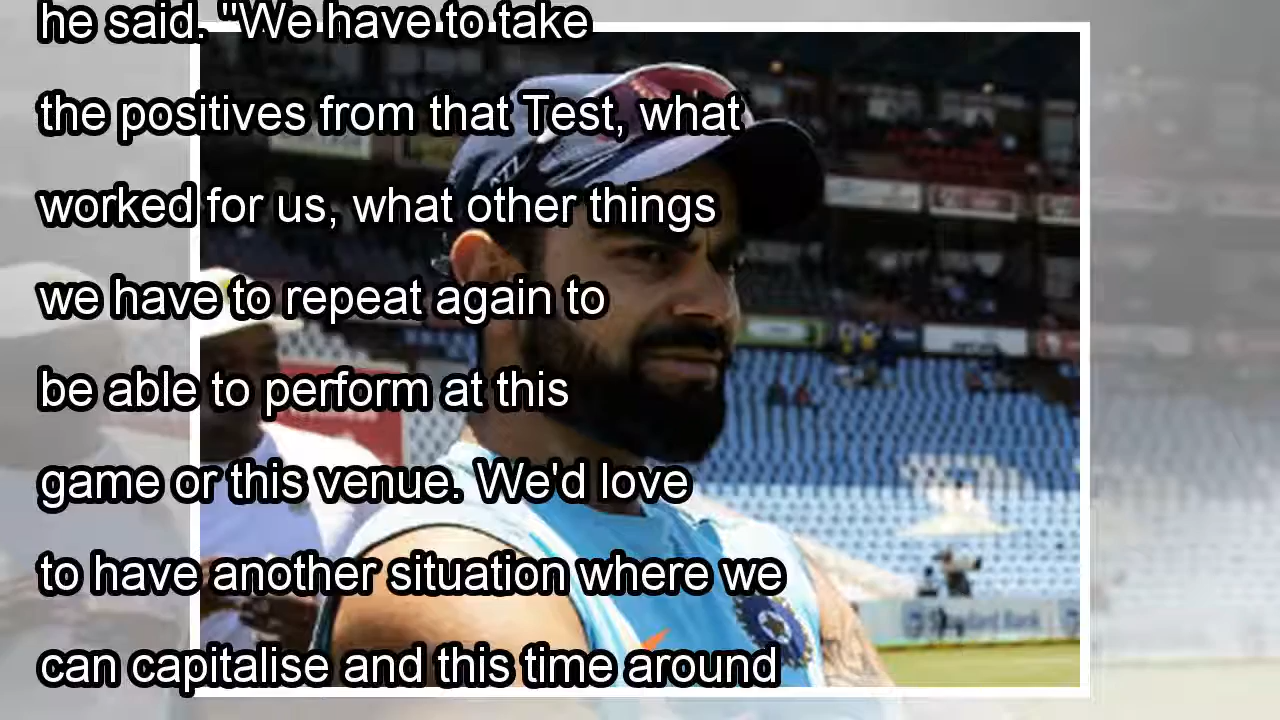 he said. "We have to take
the positives from that Test, what
worked for us, what other things
we have to repeat again to
be able to perform at this
game or this venue. We'd love
to have another situation where we
can capitalise and this time around
Standard Bank